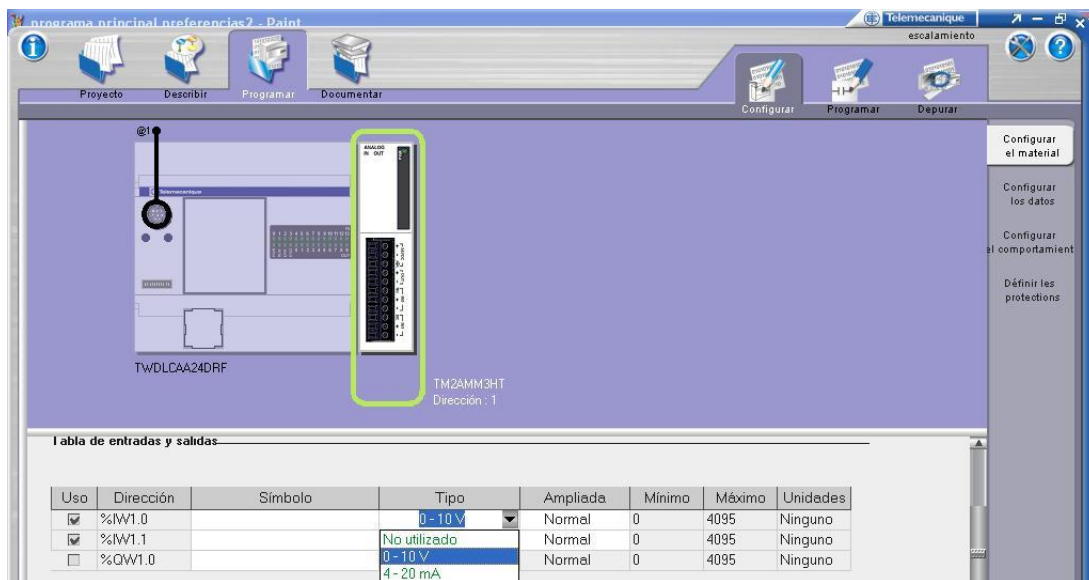 programa principal preferencias2 - Paint
Telemecanique
escalamiento
Proyecto
Describir
Programar
Documentar
Configurar
Programar
Depurar
@1
Telemecanique
ANALOG
IN OUT
TWDLCAA24DRF
TM2AMM3HT
Dirección : 1
Configurar
el material
Configurar
los datos
Configurar
el comportamient
Définir les
protections
Tabla de entradas y salidas
Uso Dirección Símbolo Tipo Ampliada Mínimo Máximo Unidades
%IW1.0 0 - 10 V Normal 0 4095 Ninguno
%IW1.1 No utilizado Normal 0 4095 Ninguno
%QW1.0 0 - 10 V Normal 0 4095 Ninguno
4 - 20 mA